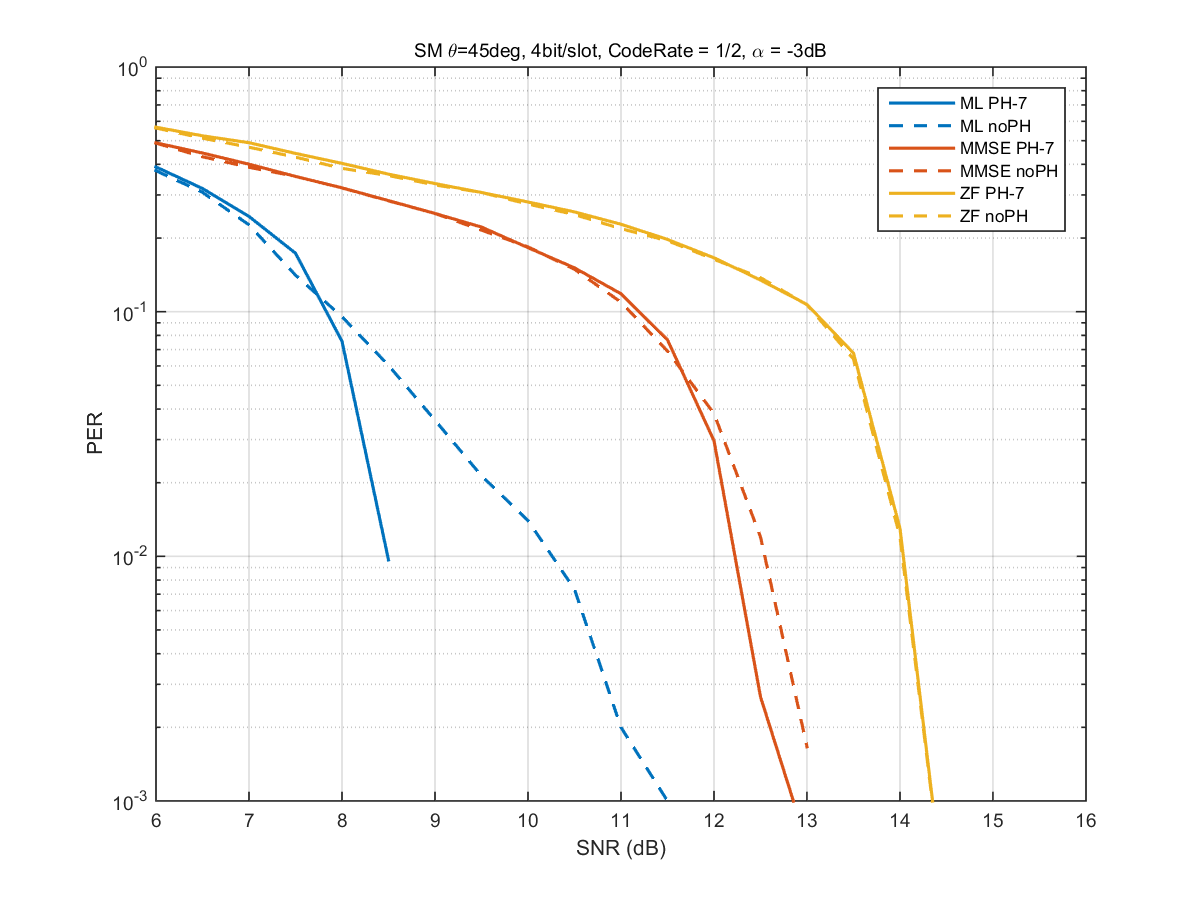 SM θ=45deg, 4bit/slot, CodeRate = 1/2, α = -3dB
10^0
10^-1
10^-2
10^-3
PER
ML PH-7
ML noPH
MMSE PH-7
MMSE noPH
ZF PH-7
ZF noPH
6 7 8 9 10 11 12 13 14 15 16
SNR (dB)